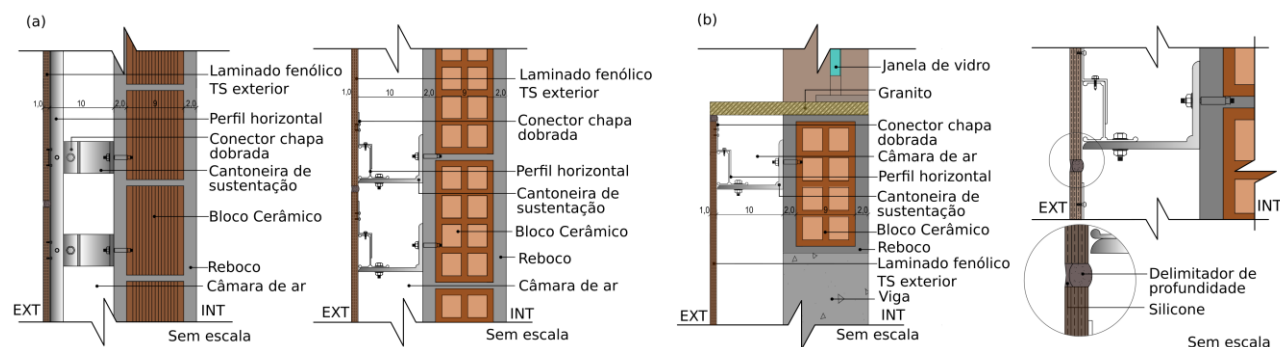 (a)
Laminado fenólico
TS exterior
1,0 10 2,0 9 2,0
Perfil horizontal
Conector chapa
dobrada
Cantoneira de
sustentação
Bloco Cerâmico
Reboco
Câmara de ar
EXT
INT
Sem escala
Laminado fenólico
TS exterior
1,0 10 2,0 9 2,0
Conector chapa
dobrada
Perfil horizontal
Cantoneira de
sustentação
Bloco Cerâmico
Reboco
Câmara de ar
EXT
INT
Sem escala
(b)
Janela de vidro
Granito
Conector chapa
dobrada
Câmara de ar
Perfil horizontal
Cantoneira de
sustentação
1,0 10 2,0 9 2,0
Bloco Cerâmico
Reboco
Laminado fenólico
TS exterior
Viga
EXT
INT
Sem escala
EXT
INT
Delimitador de
profundidade
Silicone
Sem escala